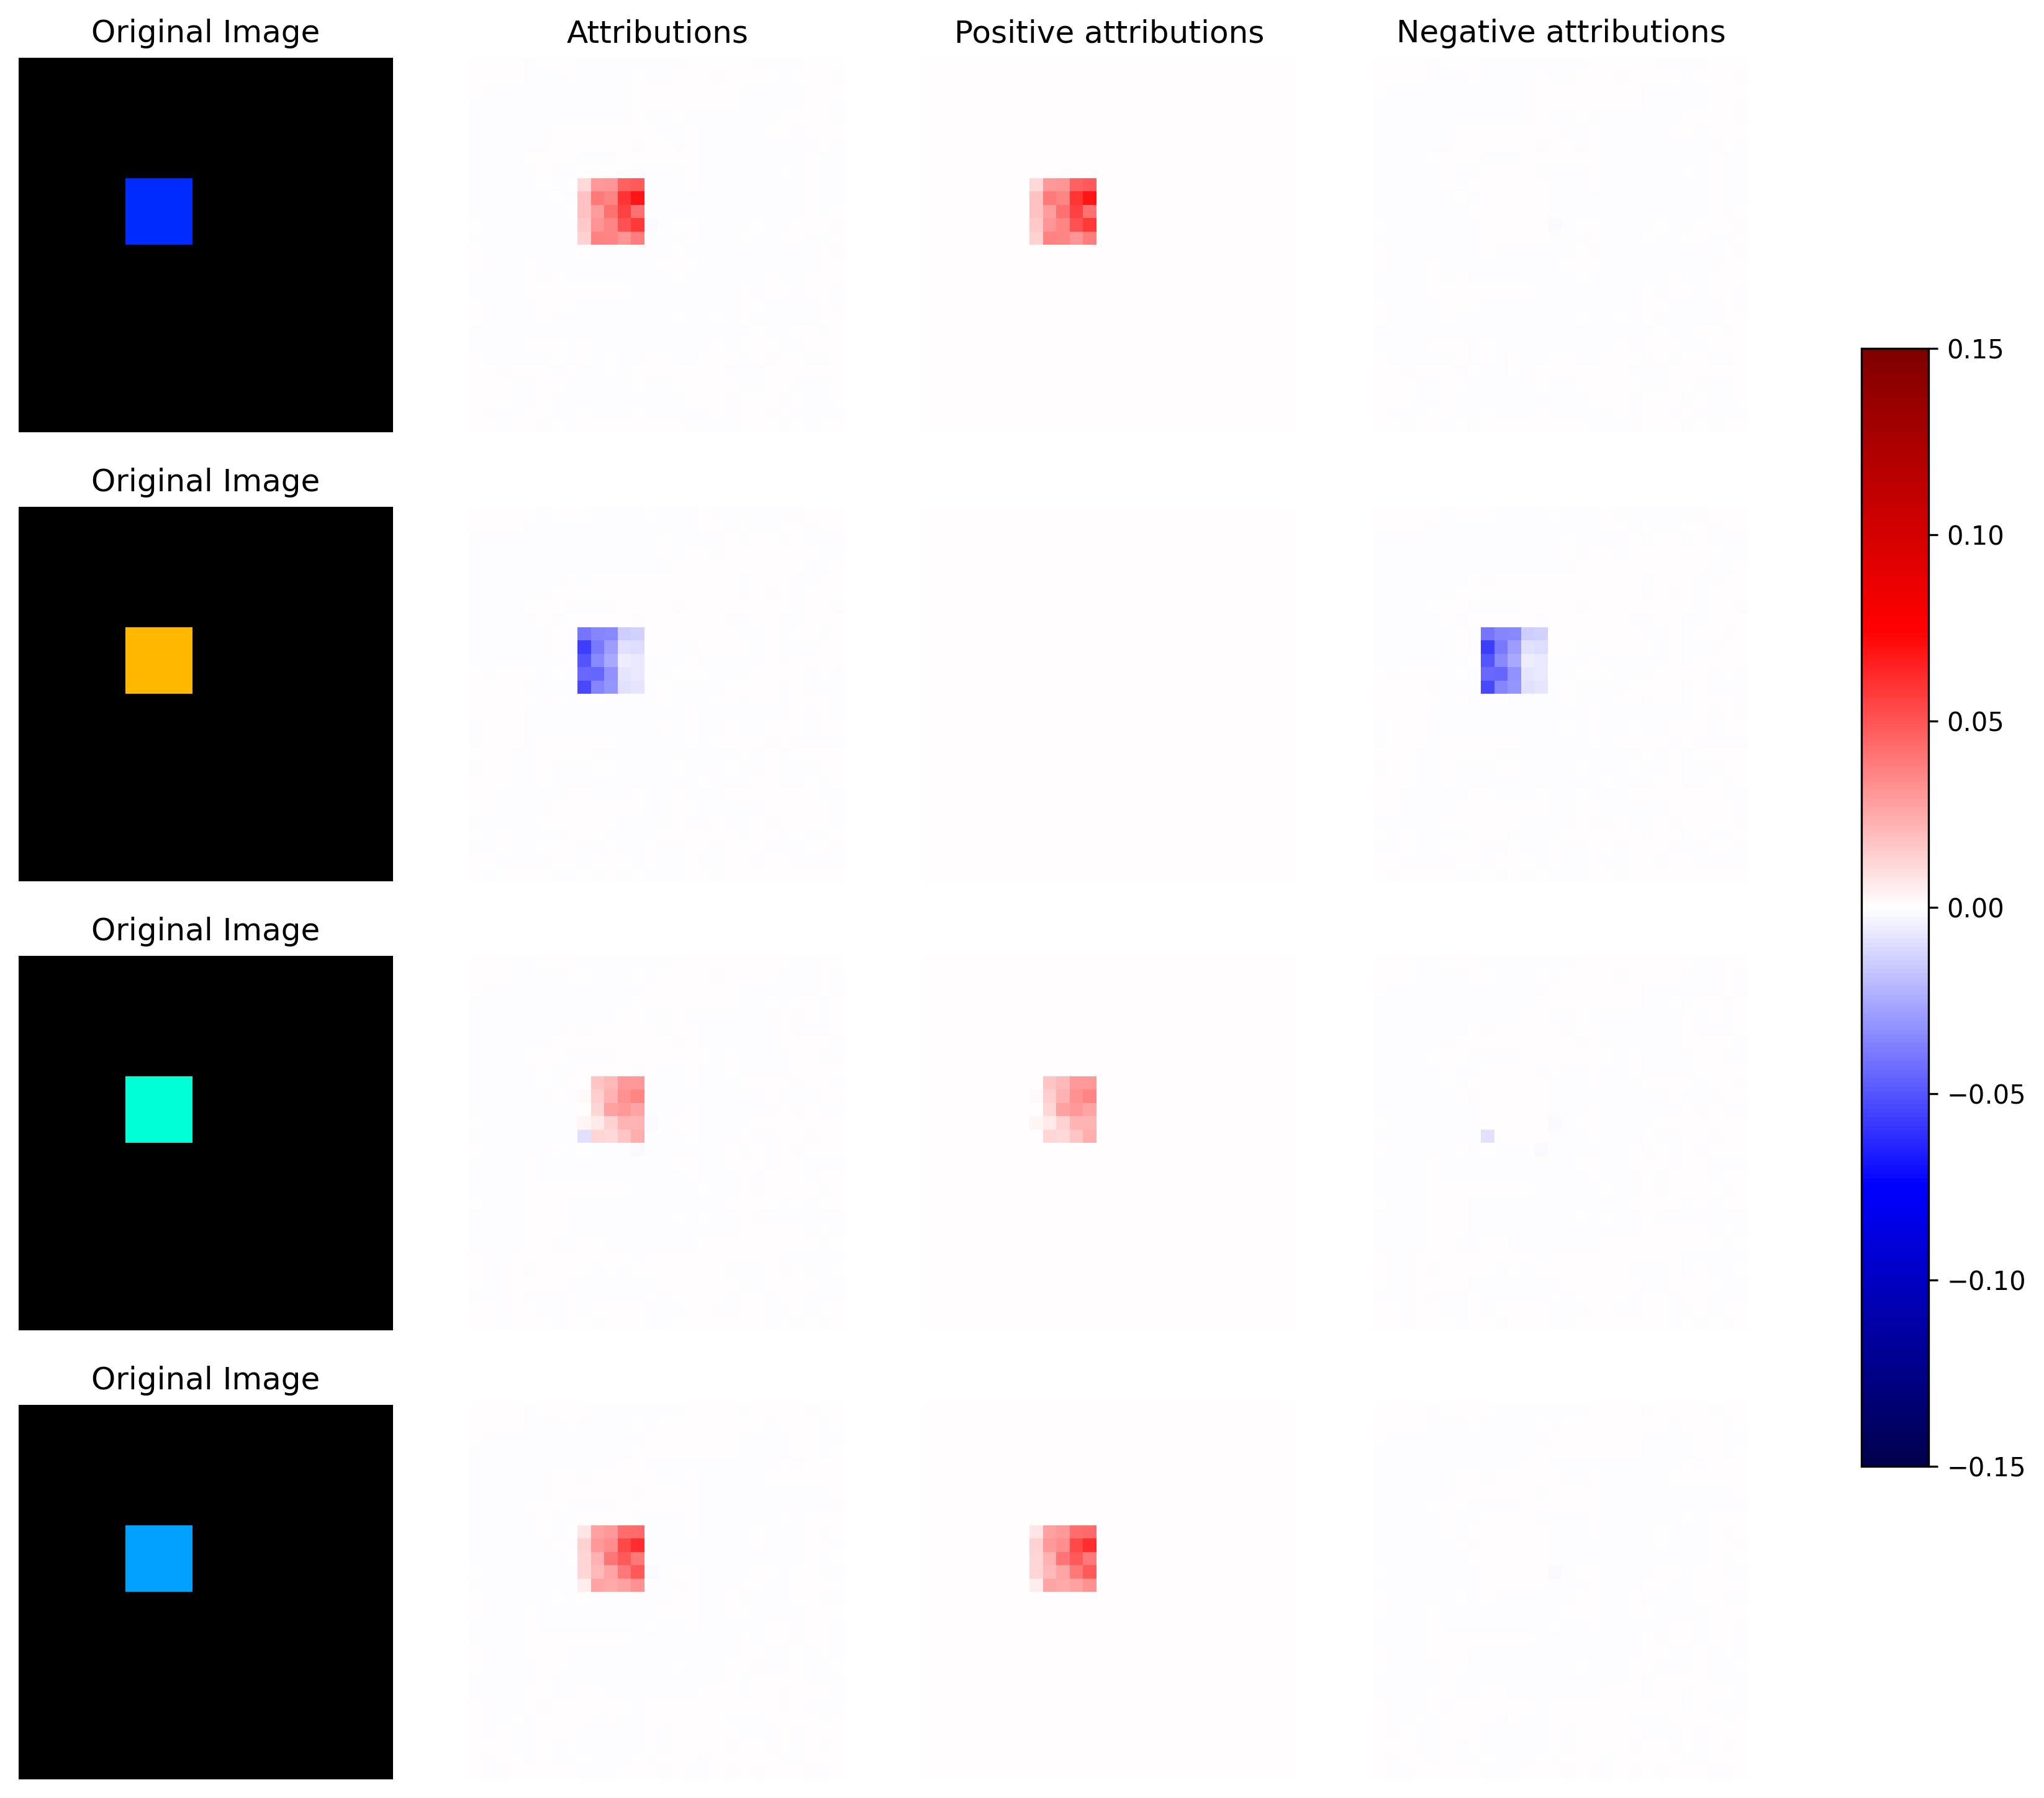 Original Image
Attributions
Positive attributions
Negative attributions
Original Image
Original Image
Original Image
0.15
0.10
0.05
0.00
−0.05
−0.10
−0.15